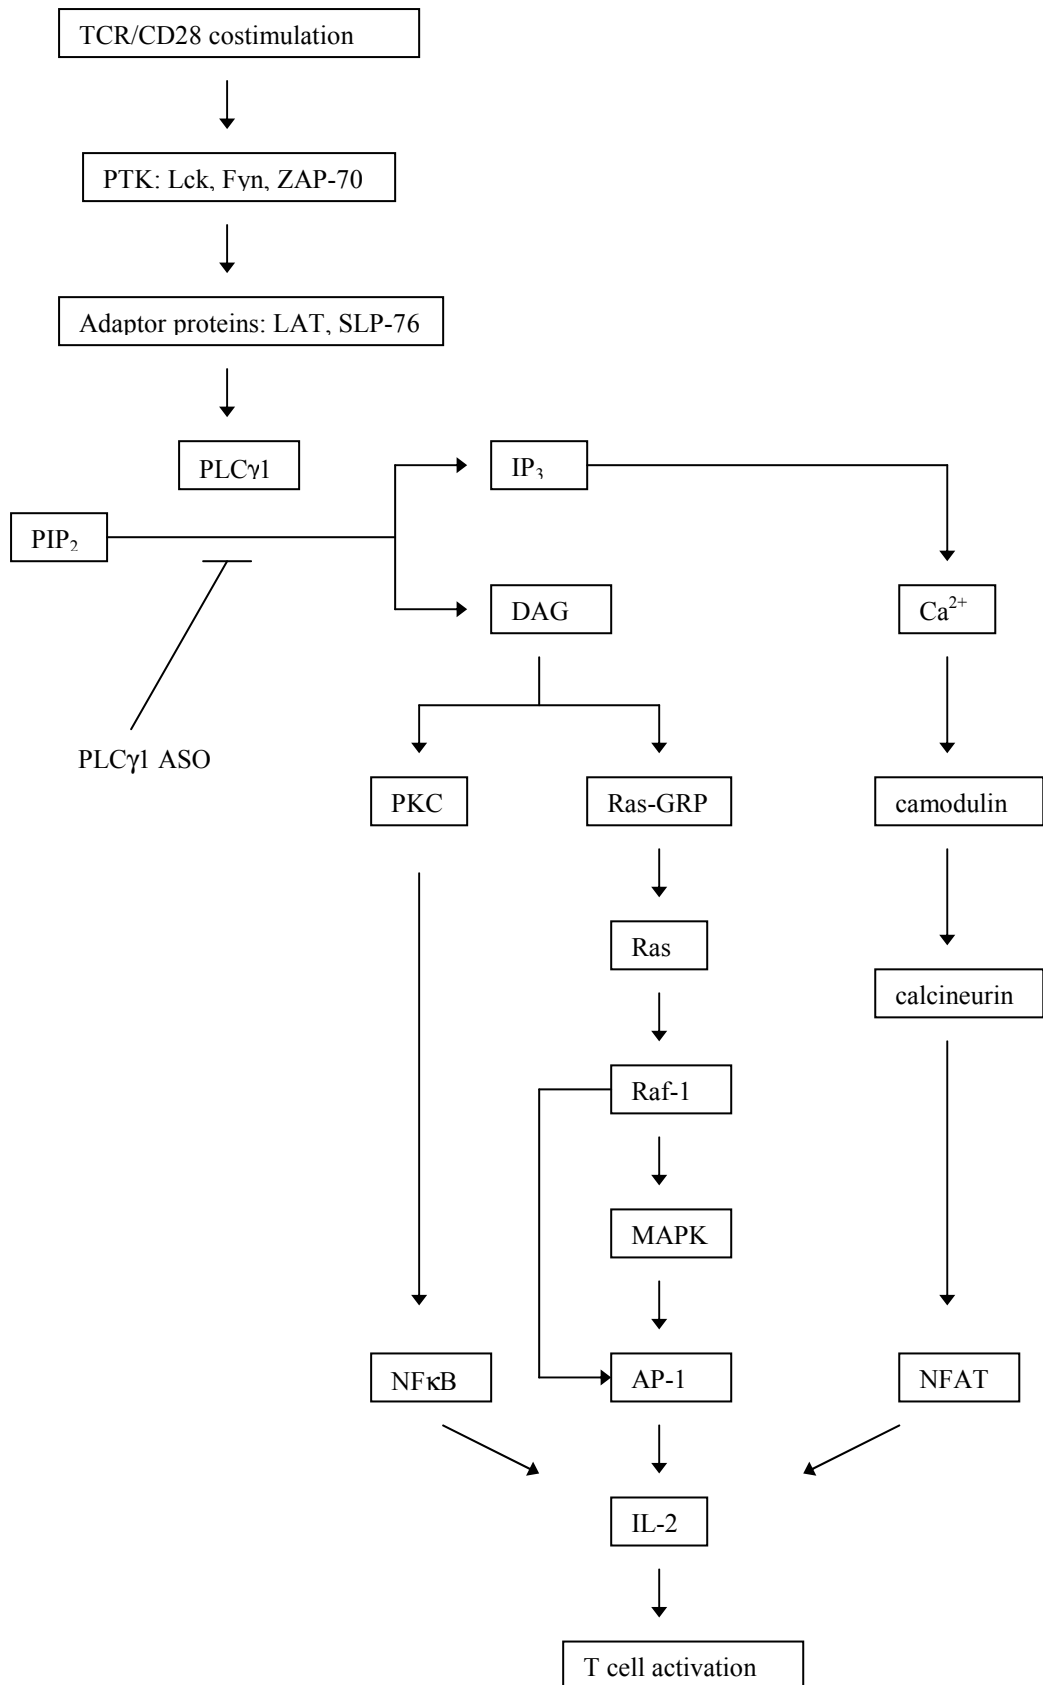 TCR/CD28 costimulation
PTK: Lck, Fyn, ZAP-70
Adaptor proteins: LAT, SLP-76
PLCγ1
IP₃
PIP₂
DAG
Ca²⁺
PLCγ1 ASO
PKC
Ras-GRP
camodulin
Ras
calcineurin
Raf-1
MAPK
NFκB
AP-1
NFAT
IL-2
T cell activation